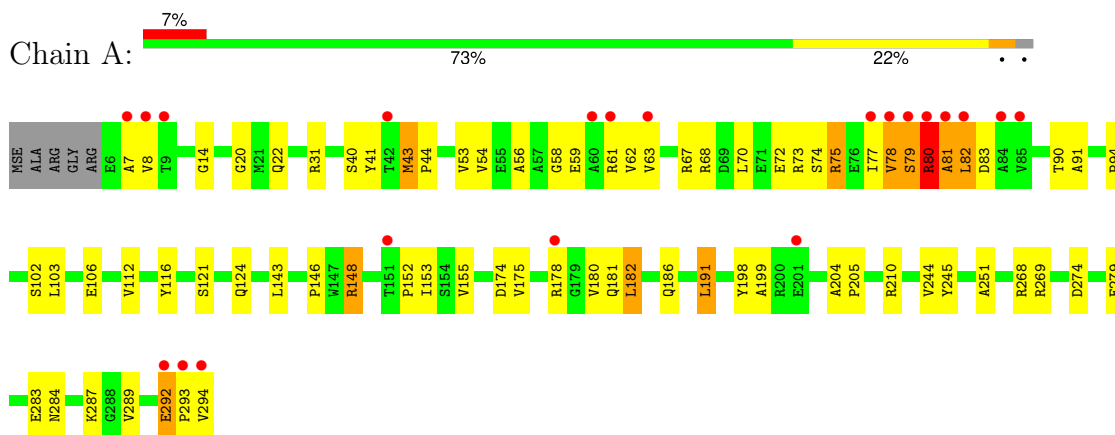 7%
Chain A:
73% 22% • •
MSE ALA ARG GLY ARG E6 A7 V8 T9 G14 G20 M21 Q22 R31 S40 Y41 T42 M43 P44 V53 V54 E55 A56 A57 G58 E59 A60 R61 V62 V63 R67 R68 D69 L70 E71 E72 R73 S74 R75 E76 I77 V78 S79 R80 A81 L82 D83 A84 V85 T90 A91
S102 L103 E106 V112 Y116 S121 Q124 L143 P146 W147 R148 T151 P152 I153 S154 V155 D174 V175 R178 G179 V180 Q181 L182 Q186 L191 Y198 A199 R200 E201 A204 P205 R210 V244 Y245 A251 R268 R269 D274
E283 N284 K287 G288 V289 E292 P293 V294